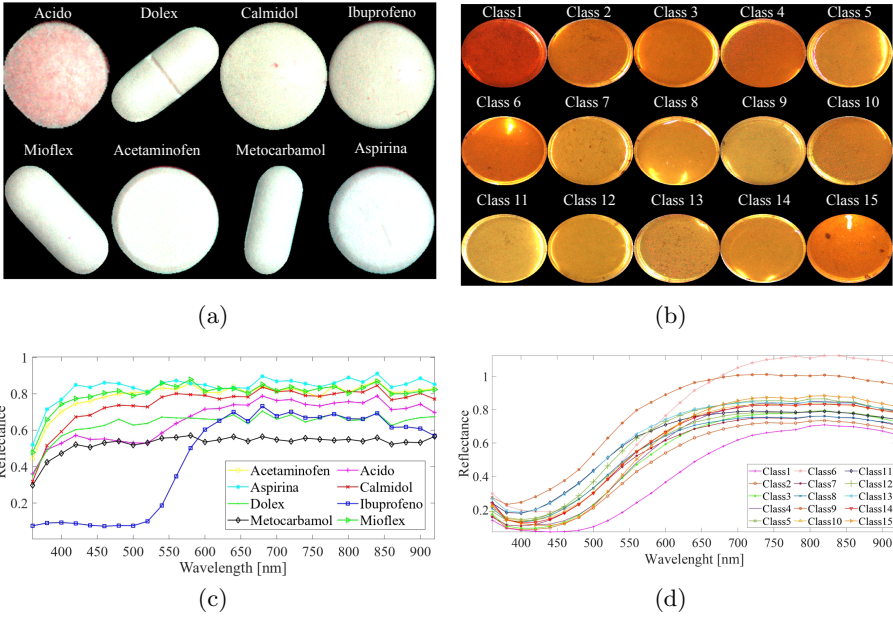 Acido Dolex Calmidol Ibuprofeno
Mioflex Acetaminofen Metocarbamol Aspirina
(a)
Class1 Class 2 Class 3 Class 4 Class 5
Class 6 Class 7 Class 8 Class 9 Class 10
Class 11 Class 12 Class 13 Class 14 Class 15
(b)
1
0.8
0.6
0.4
0.2
Reflectance
400 450 500 550 600 650 700 750 800 850 900
Wavelength [nm]
Acetaminofen Acido
Aspirina Calmidol
Dolex Ibuprofeno
Metocarbamol Mioflex
(c)
1
0.8
0.6
0.4
0.2
Reflectance
400 450 500 550 600 650 700 750 800 850 900
Wavelenght [nm]
Class1 Class6 Class11
Class2 Class7 Class12
Class3 Class8 Class13
Class4 Class9 Class14
Class5 Class10 Class15
(d)